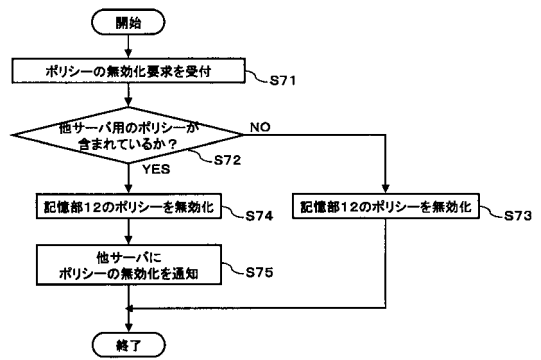 開始
ポリシーの無効化要求を受付
S71
他サーバ用のポリシーが
含まれているか？
S72
NO
YES
記憶部12のポリシーを無効化
S74
記憶部12のポリシーを無効化
S73
他サーバに
ポリシーの無効化を通知
S75
終了